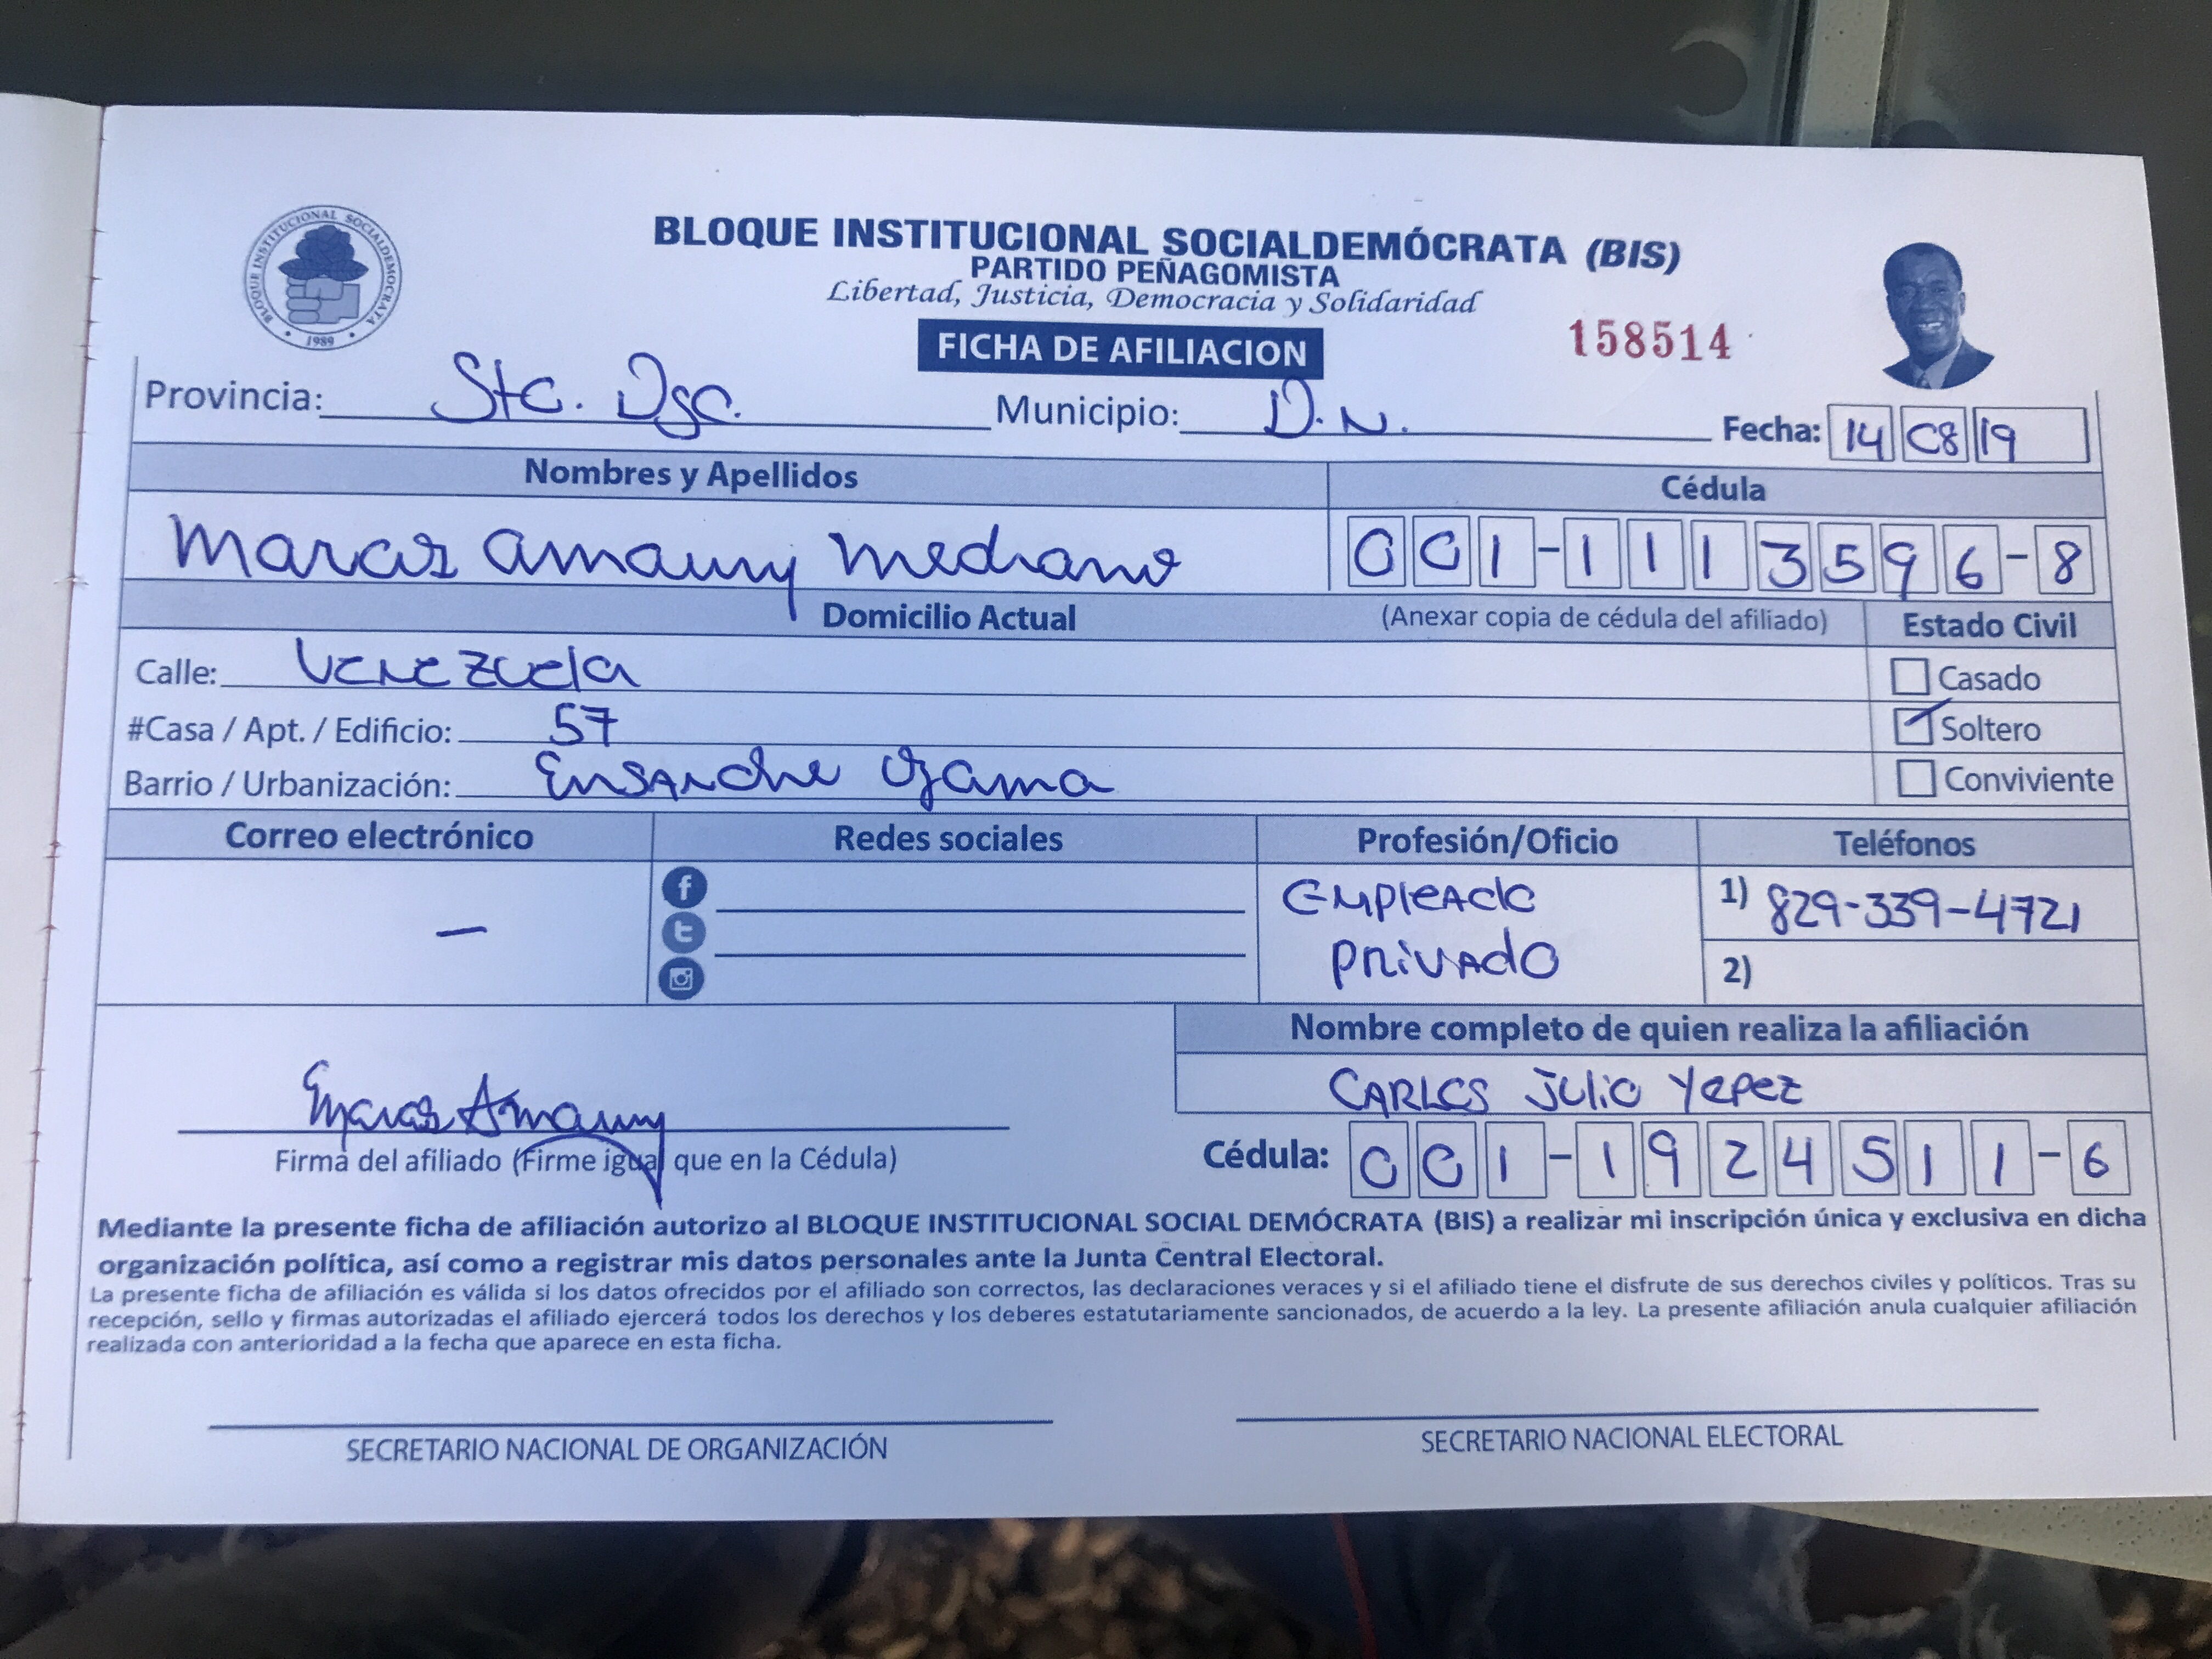 BLOQUE INSTITUCIONAL SOCIALDEMÓCRATA (BIS)
PARTIDO PEÑAGOMISTA
Libertad, Justicia, Democracia y Solidaridad
BLOQUE INSTITUCIONAL SOCIALDEMOCRATA
1989
FICHA DE AFILIACION
158514
Provincia: Sto. Dgo. Municipio: D.N. Fecha: 14 08 19
Nombres y Apellidos Cédula
Marcos Amaury Medrano 001-1113596-8
Domicilio Actual (Anexar copia de cédula del afiliado) Estado Civil
Calle: Venezuela Casado
#Casa / Apt. / Edificio: 57 Soltero
Barrio / Urbanización: Ensanche Ozama Conviviente
Correo electrónico Redes sociales Profesión/Oficio Teléfonos
— Empleado Privado 1) 829-339-4721
2)
Nombre completo de quien realiza la afiliación
Carlos Julio Yepez
Marcos Amaury
Firma del afiliado (Firme igual que en la Cédula) Cédula: 001-1924511-6
Mediante la presente ficha de afiliación autorizo al BLOQUE INSTITUCIONAL SOCIAL DEMÓCRATA (BIS) a realizar mi inscripción única y exclusiva en dicha
organización política, así como a registrar mis datos personales ante la Junta Central Electoral.
La presente ficha de afiliación es válida si los datos ofrecidos por el afiliado son correctos, las declaraciones veraces y si el afiliado tiene el disfrute de sus derechos civiles y políticos. Tras su
recepción, sello y firmas autorizadas el afiliado ejercerá todos los derechos y los deberes estatutariamente sancionados, de acuerdo a la ley. La presente afiliación anula cualquier afiliación
realizada con anterioridad a la fecha que aparece en esta ficha.
SECRETARIO NACIONAL DE ORGANIZACIÓN SECRETARIO NACIONAL ELECTORAL